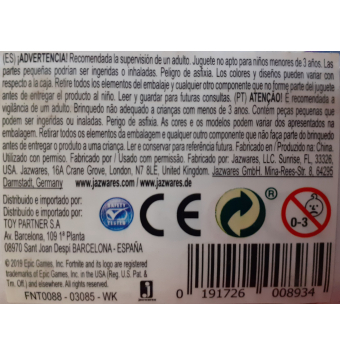 (ES) ¡ADVERTENCIA! Recomendada la supervisión de un adulto. Juguete no apto para niños menores de 3 años. Las
partes pequeñas podrían ser ingeridas o inhaladas. Peligro de asfixia. Los colores y diseños pueden variar con
respecto a la caja. Retire todos los elementos del embalaje y cualquier otro componente que no forme parte del juguete
antes de entregar el producto al niño. Leer y guardar para futuras consultas. (PT) ATENÇÃO! É recomendada a
vigilância de um adulto. Brinquedo não adequado a crianças com menos de 3 anos. Contém peças pequenas que
podem ser ingeridas ou inaladas. Perigo de asfixia. As cores e os modelos podem variar dos apresentados na
embalagem. Retirar todos os elementos da embalagem e qualquer outro componente que não faça parte do brinquedo
antes de entregar o produto a uma criança. Ler e conservar para referência futura. Fabricado en / Fabricado na: China.
Utilizado con permiso. Fabricado por / Usado com permissão. Fabricado por: Jazwares, LLC. Sunrise, FL, 33328,
USA. Jazwares, 16A Crane Grove, London, N7 8LE, United Kingdom. Jazwares GmbH. Mina-Rees-Str. 8, 64295
Darmstadt, Germany www.jazwares.com | www.jazwares.de
Distribuido e importado por:
Distribuído e importado por:
TOY PARTNER S.A
Av. Barcelona, 109 1ª Planta
08970 Sant Joan Despí BARCELONA - ESPAÑA
SAFETY
CE
®
0-3
© 2019 Epic Games, Inc. Fortnite and its logo are registered
trademarks of Epic Games, Inc. in the USA (Reg. U.S. Pat. &
Tm. Off.) and elsewhere. All rights reserved.
FNT0088 - 03085 - WK
J
0 191726 008934